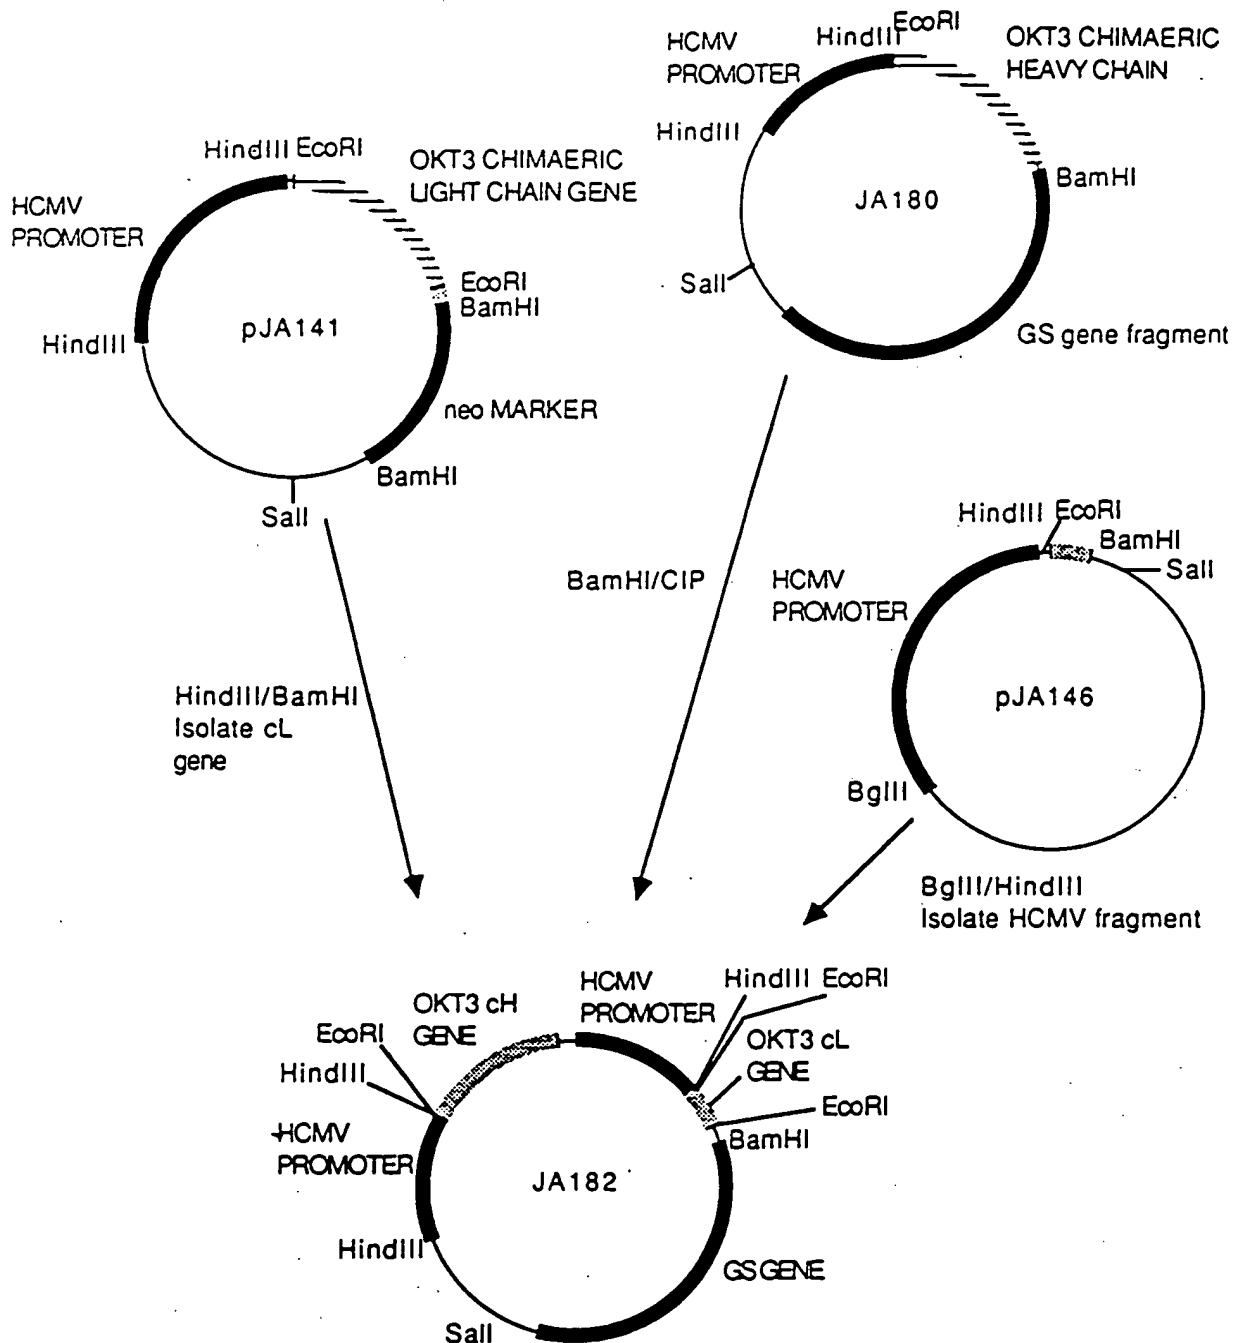 HCMV
PROMOTER
HindIII
EcoRI
OKT3 CHIMAERIC
HEAVY CHAIN
HindIII
BamHI
JA180
SalI
GS gene fragment
HindIII EcoRI
OKT3 CHIMAERIC
LIGHT CHAIN GENE
HCMV
PROMOTER
EcoRI
BamHI
pJA141
HindIII
neo MARKER
BamHI
SalI
HindIII EcoRI
BamHI
SalI
HCMV
PROMOTER
pJA146
BglII
BamHI/CIP
HindIII/BamHI
Isolate cL
gene
BglII/HindIII
Isolate HCMV fragment
HindIII EcoRI
HCMV
PROMOTER
OKT3 cH
GENE
EcoRI
HindIII
OKT3 cL
GENE
EcoRI
BamHI
HCMV
PROMOTER
JA182
HindIII
GS GENE
SalI